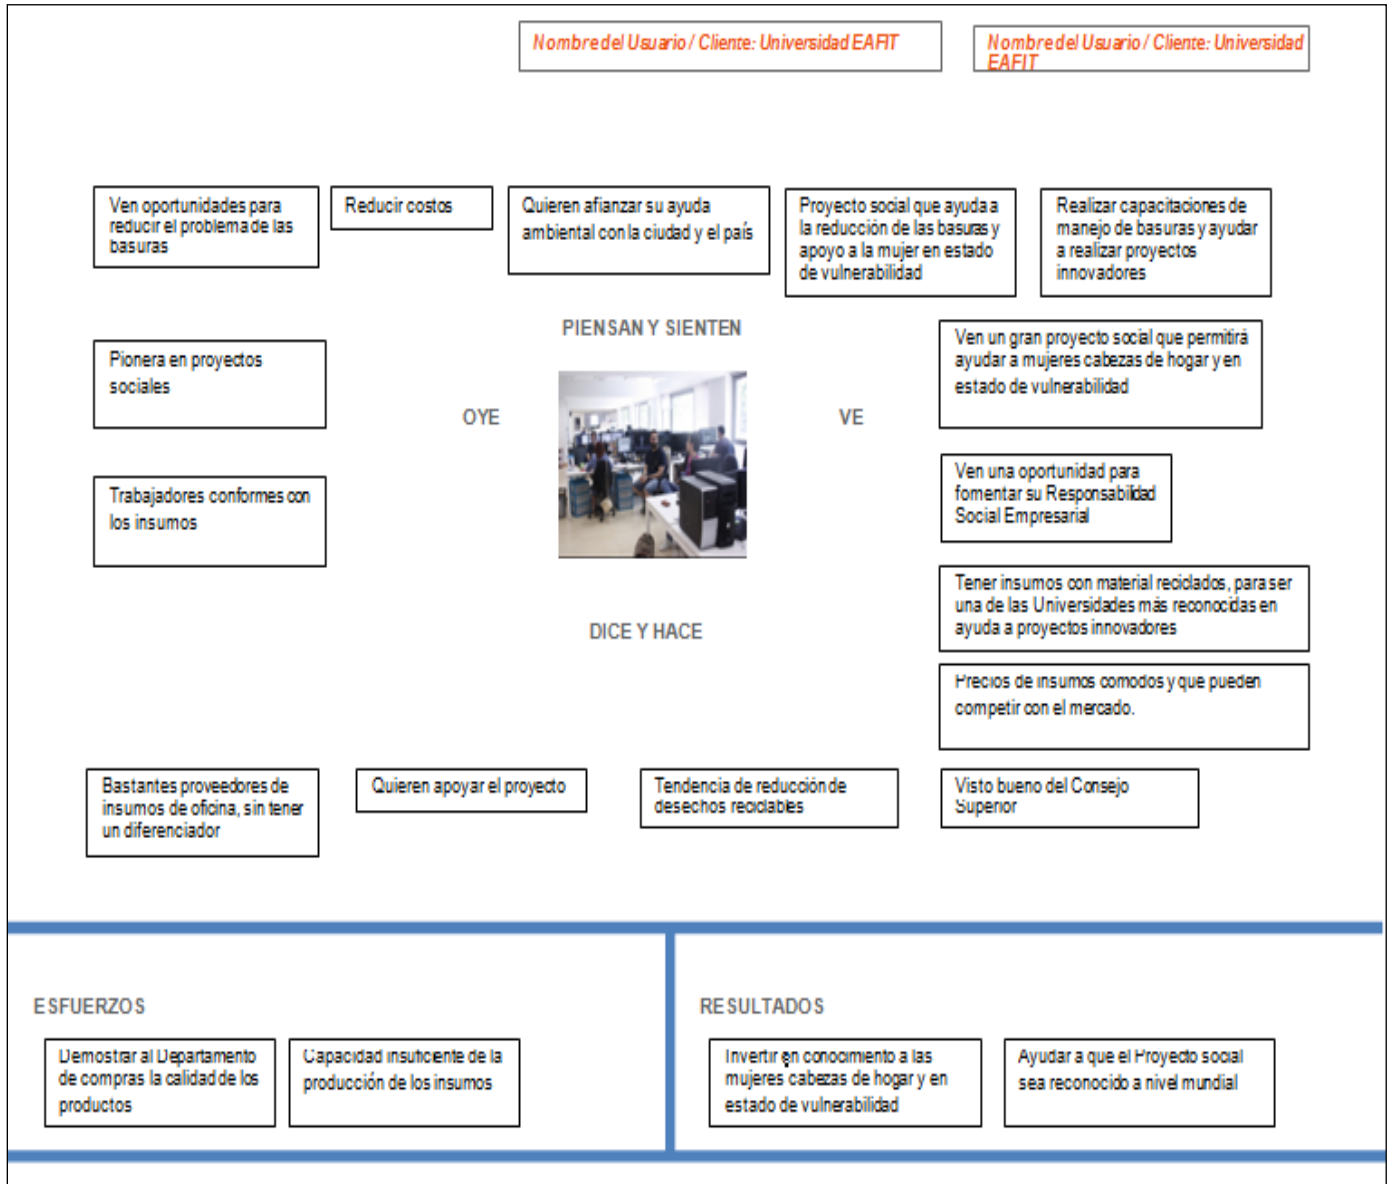 Nombre del Usuario / Cliente: Universidad EAFIT
Nombre del Usuario / Cliente: Universidad
EAFIT
Ven oportunidades para
reducir el problema de las
basuras
Reducir costos
Quieren afianzar su ayuda
ambiental con la ciudad y el país
Proyecto social que ayuda a
la reducción de las basuras y
apoyo a la mujer en estado
de vulnerabilidad
Realizar capacitaciones de
manejo de basuras y ayudar
a realizar proyectos
innovadores
PIENSAN Y SIENTEN
Pionera en proyectos
sociales
OYE
VE
Ven un gran proyecto social que permitirá
ayudar a mujeres cabezas de hogar y en
estado de vulnerabilidad
Trabajadores conformes con
los insumos
Ven una oportunidad para
fomentar su Responsabilidad
Social Empresarial
Tener insumos con material reciclados, para ser
una de las Universidades más reconocidas en
ayuda a proyectos innovadores
DICE Y HACE
Precios de insumos comodos y que pueden
competir con el mercado.
Bastantes proveedores de
insumos de oficina, sin tener
un diferenciador
Quieren apoyar el proyecto
Tendencia de reducción de
desechos reciclables
Visto bueno del Consejo
Superior
ESFUERZOS
Demostrar al Departamento
de compras la calidad de los
productos
Capacidad insuficiente de la
producción de los insumos
RESULTADOS
Invertir en conocimiento a las
mujeres cabezas de hogar y en
estado de vulnerabilidad
Ayudar a que el Proyecto social
sea reconocido a nivel mundial